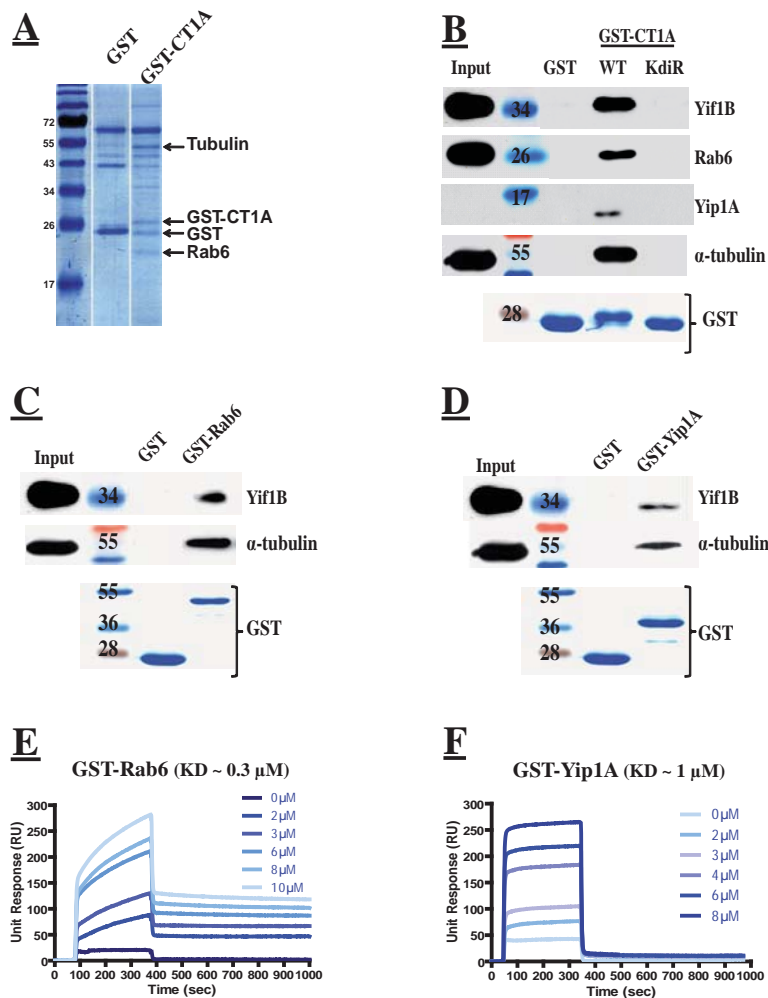 A
GST
GST-CT1A
72
55
43
34
26
17
Tubulin
GST-CT1A
GST
Rab6
B
GST-CT1A
Input
GST
WT
KdiR
34
Yif1B
26
Rab6
17
Yip1A
55
α-tubulin
28
GST
C
Input
GST
GST-Rab6
34
Yif1B
55
α-tubulin
55
36
28
GST
D
Input
GST
GST-Yip1A
34
Yif1B
55
α-tubulin
55
36
28
GST
E
GST-Rab6 (KD ~ 0.3 µM)
Unit Response (RU)
300
250
200
150
100
50
0
0µM
2µM
3µM
6µM
8µM
10µM
0 100 200 300 400 500 600 700 800 900 1000
Time (sec)
F
GST-Yip1A (KD ~ 1 µM)
Unit Response (RU)
300
250
200
150
100
50
0
0µM
2µM
3µM
4µM
6µM
8µM
0 100 200 300 400 500 600 700 800 900 1000
Time (sec)